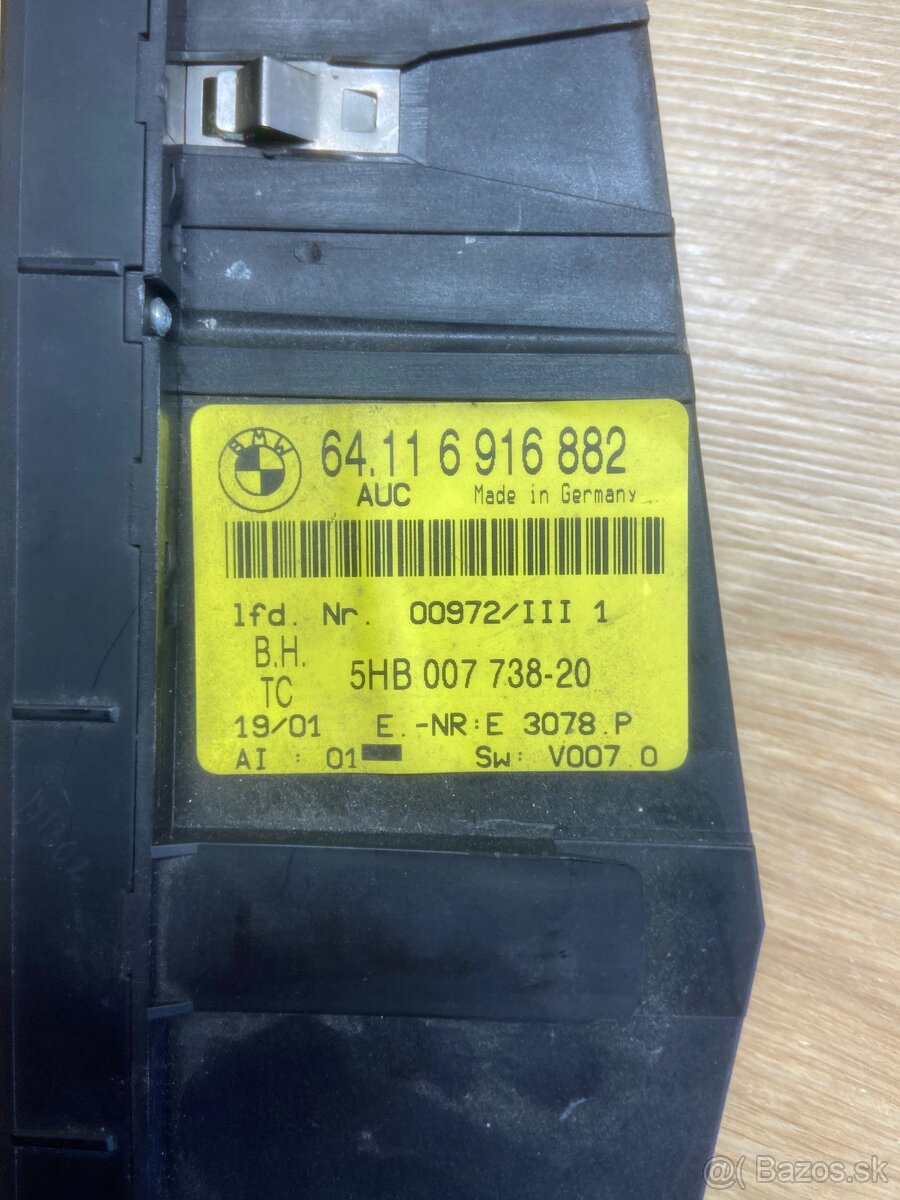 BMW
64.11 6 916 882
AUC Made in Germany
lfd. Nr. 00972/III 1
B.H.
TC 5HB 007 738-20
19/01 E.-NR:E 3078.P
AI : 01 Sw: V007.0
@( Bazos.sk